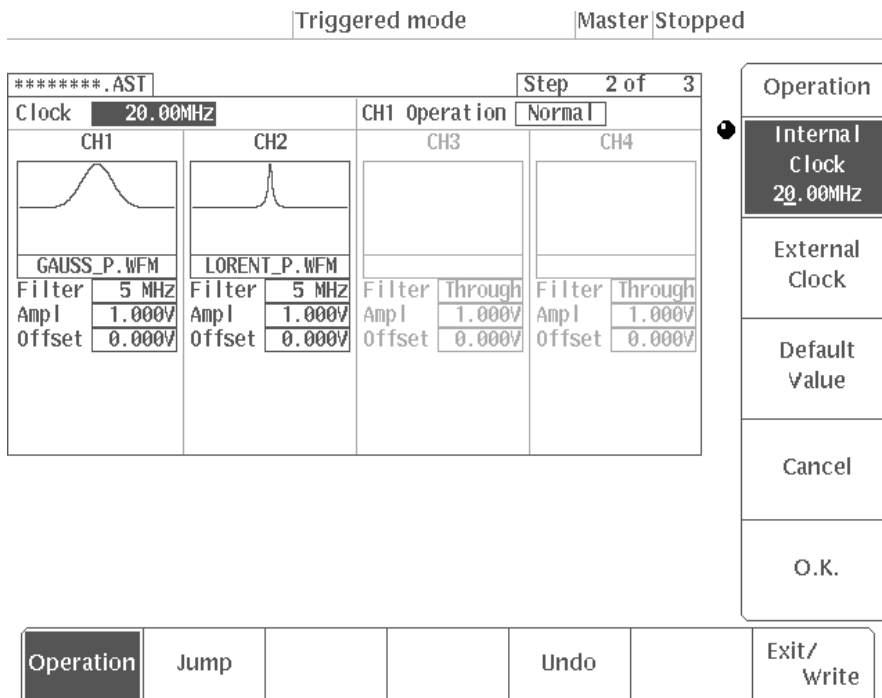 Triggered mode Master Stopped
********.AST Step 2 of 3
Clock 20.00MHz CH1 Operation Normal
CH1 CH2 CH3 CH4
GAUSS_P.WFM LORENT_P.WFM
Filter 5 MHz Filter 5 MHz Filter Through Filter Through
Ampl 1.000V Ampl 1.000V Ampl 1.000V Ampl 1.000V
Offset 0.000V Offset 0.000V Offset 0.000V Offset 0.000V
Operation
Internal
Clock
20.00MHz
External
Clock
Default
Value
Cancel
O.K.
Operation Jump Undo Exit/
Write